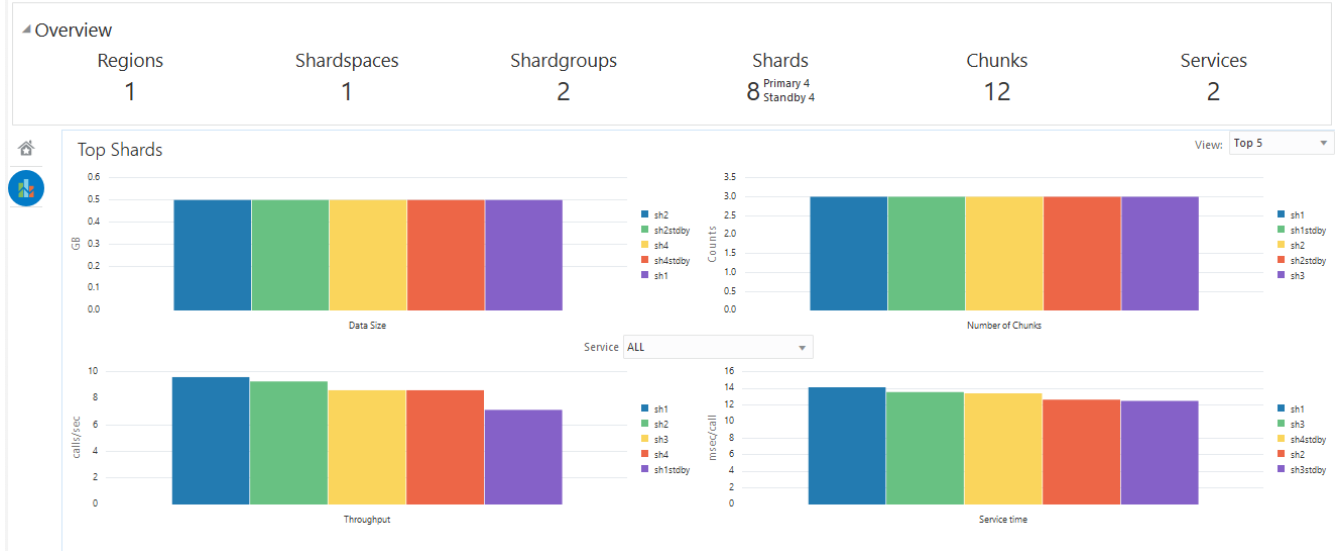 Overview
Regions
Shardspaces
Shardgroups
Shards
Chunks
Services
1
1
2
8 Primary 4
Standby 4
12
2
Top Shards
View: Top 5
0.6
0.5
0.4
0.3
0.2
0.1
0.0
GB
Data Size
sh2
sh2stdby
sh4
sh4stdby
sh1
3.5
3.0
2.5
2.0
1.5
1.0
0.5
0.0
Counts
Number of Chunks
sh1
sh1stdby
sh2
sh2stdby
sh3
Service ALL
10
8
6
4
2
0
calls/sec
Throughput
sh1
sh2
sh3
sh4
sh1stdby
16
14
12
10
8
6
4
2
0
msec/call
Service time
sh1
sh3
sh4stdby
sh2
sh3stdby